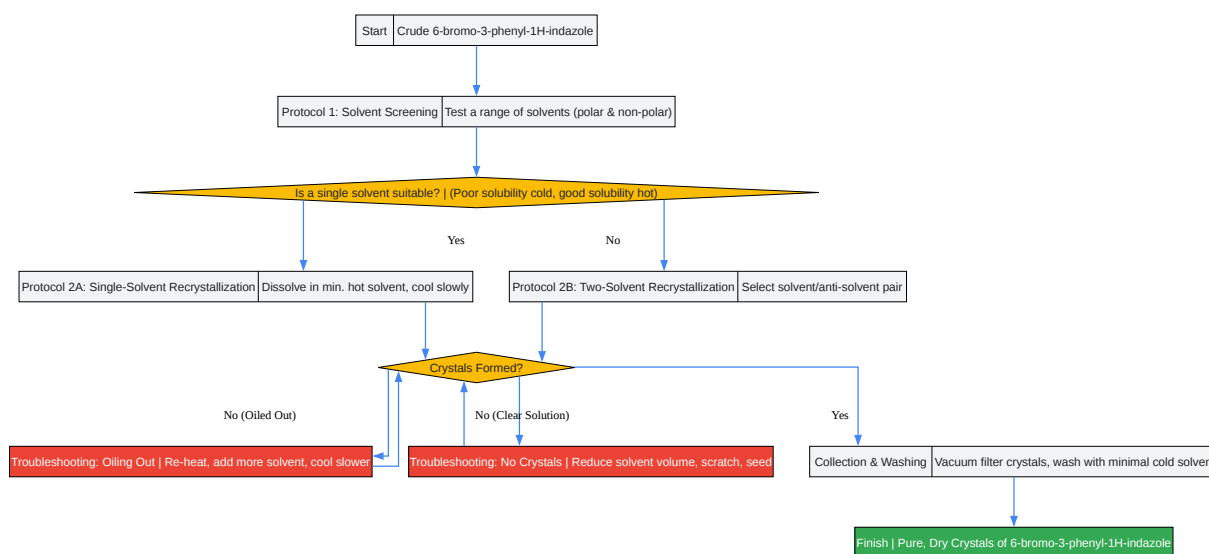 Start | Crude 6-bromo-3-phenyl-1H-indazole
Protocol 1: Solvent Screening | Test a range of solvents (polar & non-polar)
Is a single solvent suitable? | (Poor solubility cold, good solubility hot)
Yes
No
Protocol 2A: Single-Solvent Recrystallization | Dissolve in min. hot solvent, cool slowly
Protocol 2B: Two-Solvent Recrystallization | Select solvent/anti-solvent pair
Crystals Formed?
No (Oiled Out)
No (Clear Solution)
Yes
Troubleshooting: Oiling Out | Re-heat, add more solvent, cool slower
Troubleshooting: No Crystals | Reduce solvent volume, scratch, seed
Collection & Washing | Vacuum filter crystals, wash with minimal cold solven
Finish | Pure, Dry Crystals of 6-bromo-3-phenyl-1H-indazole